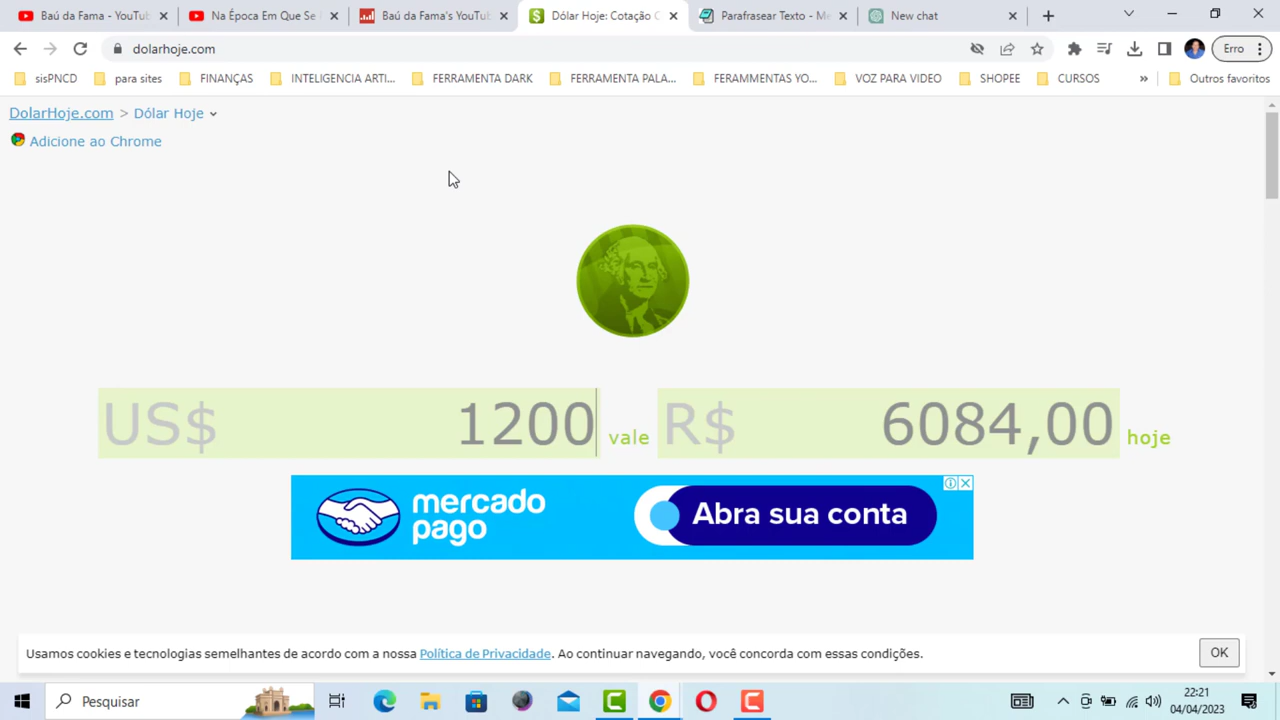 Baú da Fama - YouTub
Na Época Em Que Se
Baú da Fama's YouTub
Dólar Hoje: Cotação C
Parafrasear Texto - Me
New chat
dolarhoje.com
Erro
sisPNCD
para sites
FINANÇAS
INTELIGENCIA ARTI...
FERRAMENTA DARK
FERRAMENTA PALA...
FERAMMENTAS YO...
VOZ PARA VIDEO
SHOPEE
CURSOS
»
Outros favoritos
DolarHoje.com > Dólar Hoje
Adicione ao Chrome
US$ 1200 vale R$ 6084,00 hoje
mercado
pago
Abra sua conta
Usamos cookies e tecnologias semelhantes de acordo com a nossa Política de Privacidade. Ao continuar navegando, você concorda com essas condições.
OK
Pesquisar
22:21
04/04/2023